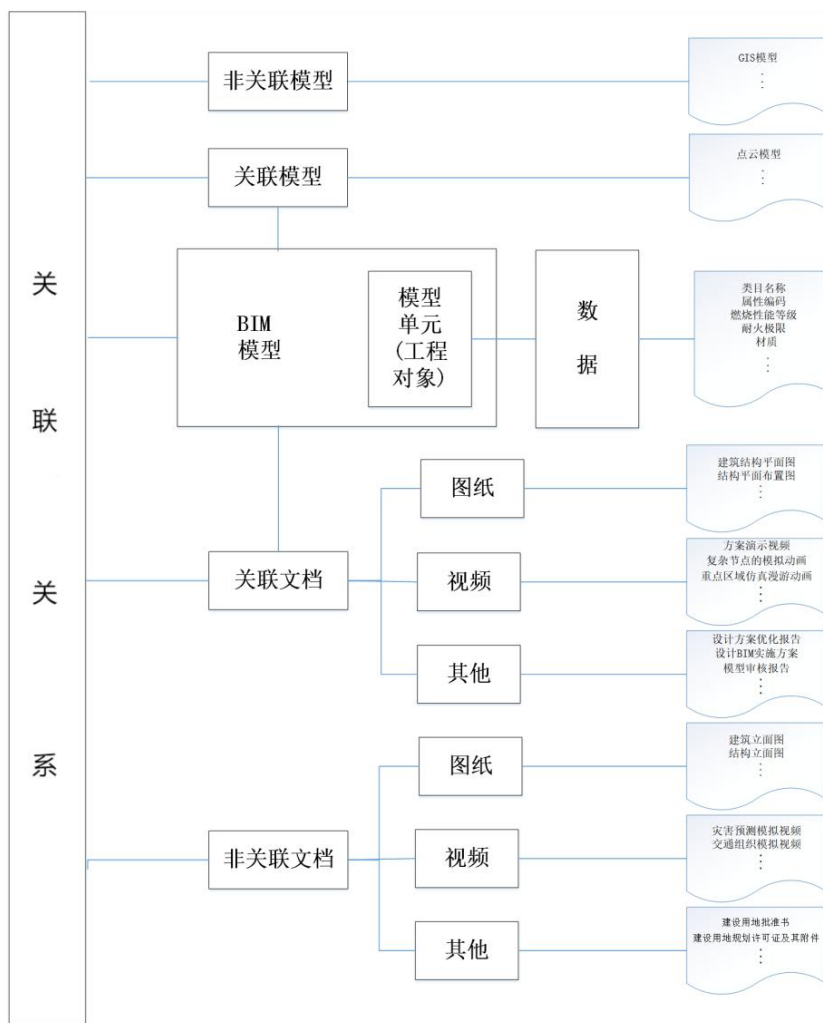 关
联
关
系
非关联模型
GIS模型
⋮
关联模型
点云模型
⋮
BIM
模型
模型
单元
(工程
对象)
数
据
类目名称
属性编码
燃烧性能等级
耐火极限
材质
⋮
关联文档
图纸
建筑结构平面图
结构平面布置图
⋮
视频
方案演示视频
复杂节点的模拟动画
重点区域仿真漫游动画
⋮
其他
设计方案优化报告
设计BIM实施方案
模型审核报告
⋮
非关联文档
图纸
建筑立面图
结构立面图
⋮
视频
灾害预测模拟视频
交通组织模拟视频
⋮
其他
建设用地批准书
建设用地规划许可证及其附件
⋮